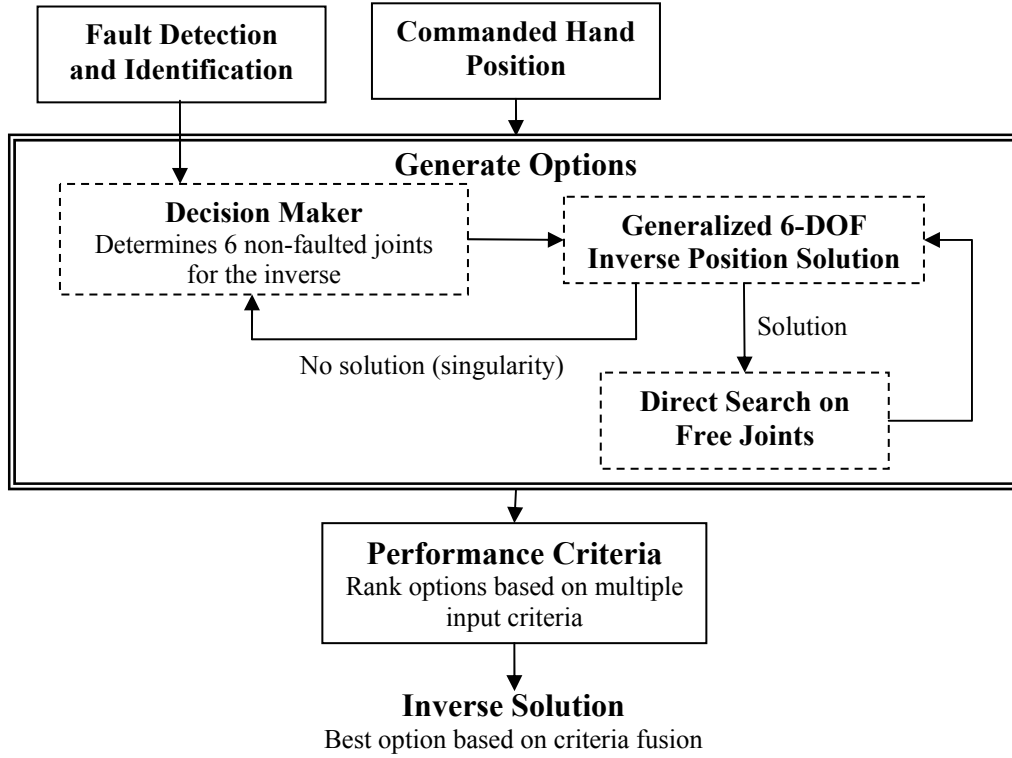 Fault Detection
and Identification
Commanded Hand
Position
Generate Options
Decision Maker
Determines 6 non-faulted joints
for the inverse
Generalized 6-DOF
Inverse Position Solution
Solution
No solution (singularity)
Direct Search on
Free Joints
Performance Criteria
Rank options based on multiple
input criteria
Inverse Solution
Best option based on criteria fusion